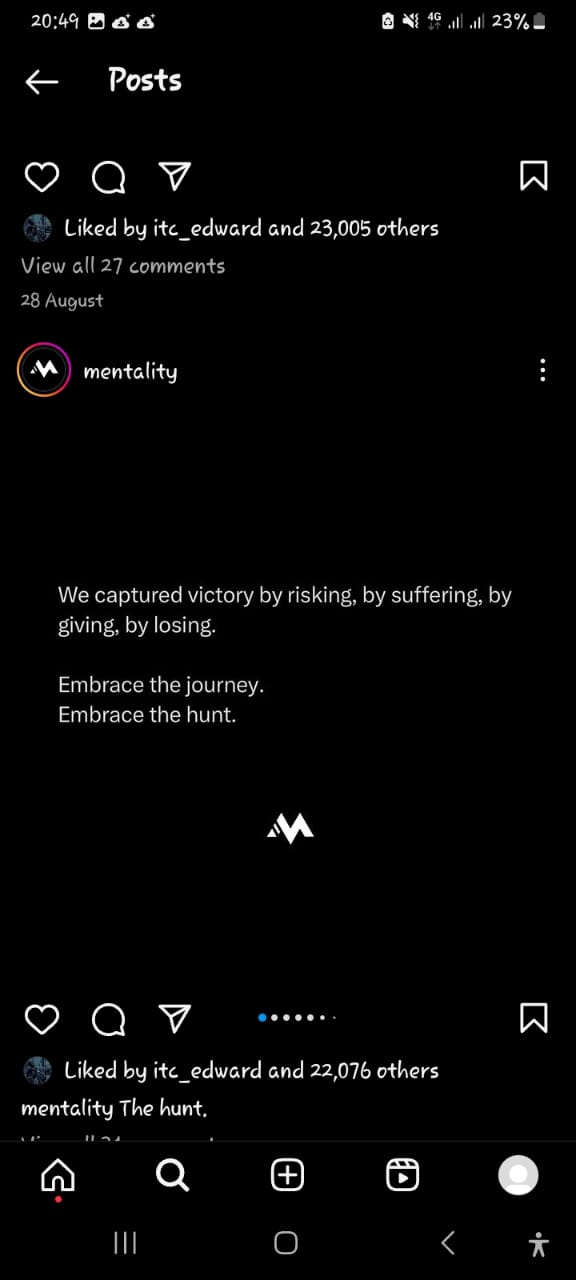 20:49
4G
23%
Posts
Liked by itc_edward and 23,005 others
View all 27 comments
28 August
mentality
We captured victory by risking, by suffering, by
giving, by losing.
Embrace the journey.
Embrace the hunt.
Liked by itc_edward and 22,076 others
mentality The hunt.